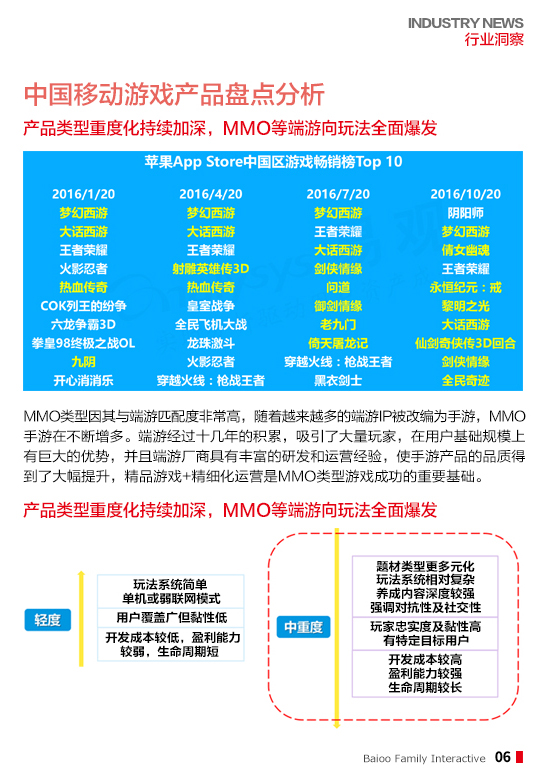 INDUSTRY NEWS
行业洞察
中国移动游戏产品盘点分析
产品类型重度化持续加深，MMO等端游向玩法全面爆发
苹果App Store中国区游戏畅销榜Top 10
2016/1/20 2016/4/20 2016/7/20 2016/10/20
梦幻西游 梦幻西游 梦幻西游 阴阳师
大话西游 大话西游 王者荣耀 梦幻西游
王者荣耀 王者荣耀 大话西游 倩女幽魂
火影忍者 射雕英雄传3D 剑侠情缘 王者荣耀
热血传奇 热血传奇 问道 永恒纪元：戒
COK列王的纷争 皇室战争 御剑情缘 黎明之光
六龙争霸3D 全民飞机大战 老九门 大话西游
拳皇98终极之战OL 龙珠激斗 倚天屠龙记 仙剑奇侠传3D回合
九阴 火影忍者 穿越火线：枪战王者 剑侠情缘
开心消消乐 穿越火线：枪战王者 黑衣剑士 全民奇迹
MMO类型因其与端游匹配度非常高，随着越来越多的端游IP被改编为手游，MMO
手游在不断增多。端游经过十几年的积累，吸引了大量玩家，在用户基础规模上
有巨大的优势，并且端游厂商具有丰富的研发和运营经验，使手游产品的品质得
到了大幅提升，精品游戏+精细化运营是MMO类型游戏成功的重要基础。
产品类型重度化持续加深，MMO等端游向玩法全面爆发
轻度
玩法系统简单
单机或弱联网模式
用户覆盖广但黏性低
开发成本较低，盈利能力
较弱，生命周期短
中重度
题材类型更多元化
玩法系统相对复杂
养成内容深度较强
强调对抗性及社交性
玩家忠实度及黏性高
有特定目标用户
开发成本较高
盈利能力较强
生命周期较长
Baioo Family Interactive 06